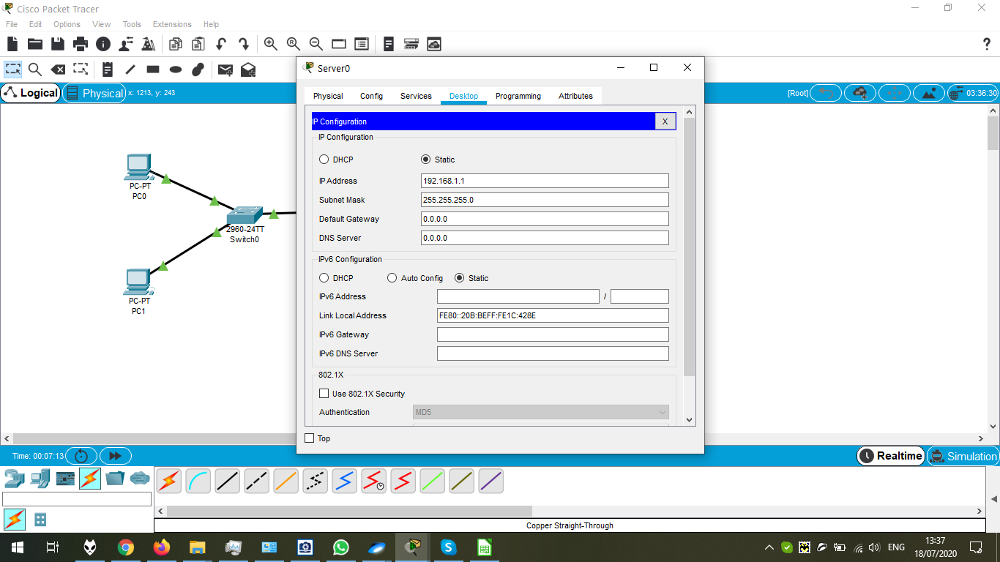 Cisco Packet Tracer
File Edit Options View Tools Extensions Help
Logical Physical x: 1213, y: 243 [Root] 03:36:30
PC-PT
PC0
2960-24TT
Switch0
PC-PT
PC1
Server0
Physical Config Services Desktop Programming Attributes
IP Configuration X
IP Configuration
DHCP Static
IP Address 192.168.1.1
Subnet Mask 255.255.255.0
Default Gateway 0.0.0.0
DNS Server 0.0.0.0
IPv6 Configuration
DHCP Auto Config Static
IPv6 Address /
Link Local Address FE80::20B:BEFF:FE1C:428E
IPv6 Gateway
IPv6 DNS Server
802.1X
Use 802.1X Security
Authentication MD5
Top
Time: 00:07:13 Realtime Simulation
Copper Straight-Through
ENG 13:37
18/07/2020